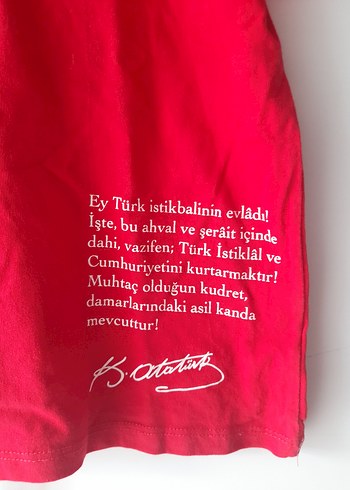 Ey Türk istikbalinin evlâdı!
İşte, bu ahval ve şerâit içinde
dahi, vazifen; Türk İstiklâl ve
Cumhuriyetini kurtarmaktır!
Muhtaç olduğun kudret,
damarlarındaki asil kanda
mevcuttur!
K. Atatürk